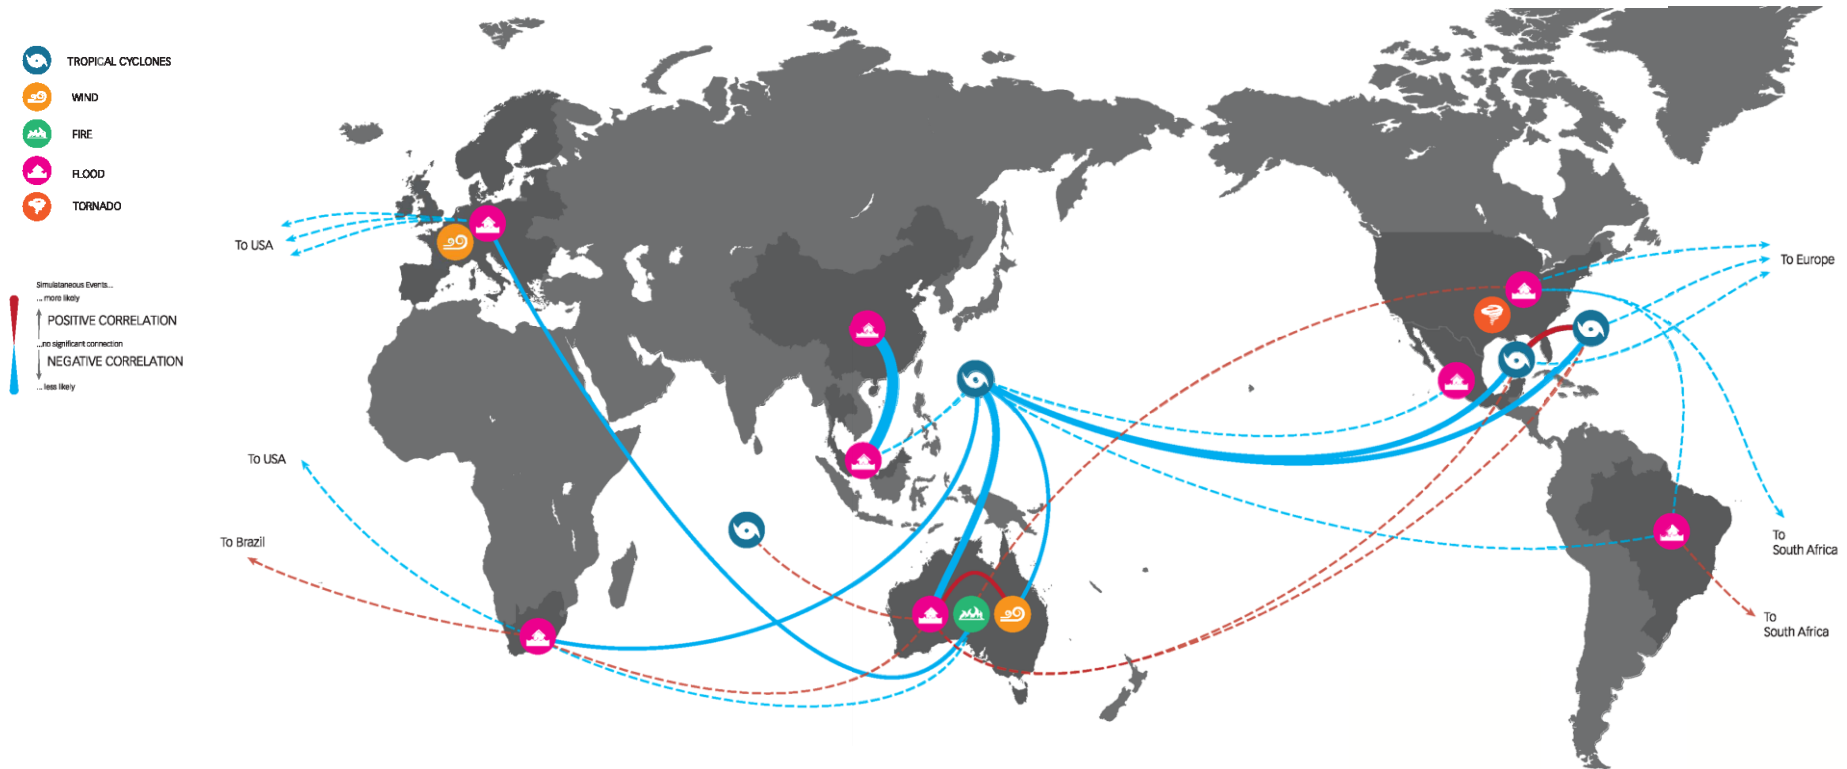 TROPICAL CYCLONES
WIND
FIRE
FLOOD
TORNADO
To USA
Simulataneous Events...
... more likely
POSITIVE CORRELATION
...no significant connection
NEGATIVE CORRELATION
... less likely
To USA
To Brazil
To Europe
To
South Africa
To
South Africa